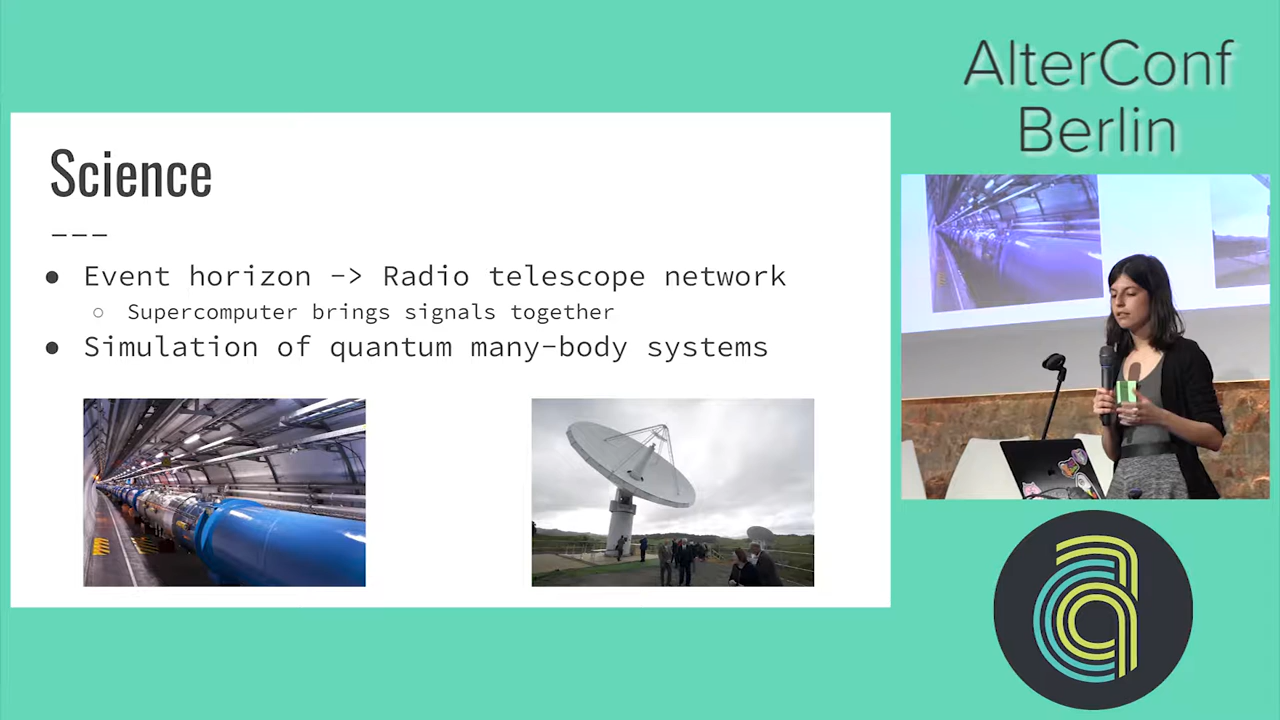 AlterConf
Berlin
Science
---
● Event horizon -> Radio telescope network
○ Supercomputer brings signals together
● Simulation of quantum many-body systems